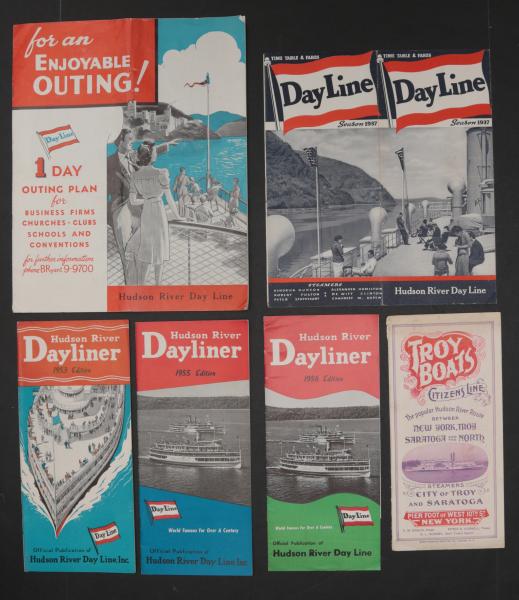 for an
ENJOYABLE
OUTING!
Day Line
1 DAY
OUTING PLAN
for
BUSINESS FIRMS
CHURCHES - CLUBS
SCHOOLS AND
CONVENTIONS
for further information
phone BRyant 9-9700
Hudson River Day Line
TIME TABLE & FARES
Day Line
Season 1937
STEAMERS
HENDRICK HUDSON
ALEXANDER HAMILTON
ROBERT FULTON
DE WITT CLINTON
PETER STUYVESANT
CHAUNCEY M. DEPEW
TIME TABLE & FARES
Day Line
Season 1937
Hudson River Day Line
Hudson River
Dayliner
1953 Edition
Day Line
Official Publication of
Hudson River Day Line, Inc.
Hudson River
Dayliner
1955 Edition
World Famous For Over A Century
Day Line
Official Publication of
Hudson River Day Line, Inc.
Hudson River
Dayliner
1956 Edition
World Famous For Over A Century
Day Line
Official Publication of
Hudson River Day Line
TROY
BOATS
CITIZENS LINE
The popular Hudson River Route
BETWEEN
NEW YORK, TROY
SARATOGA AND THE NORTH
STEAMERS
CITY OF TROY
AND SARATOGA
PIER FOOT OF WEST 10TH ST.
NEW YORK.